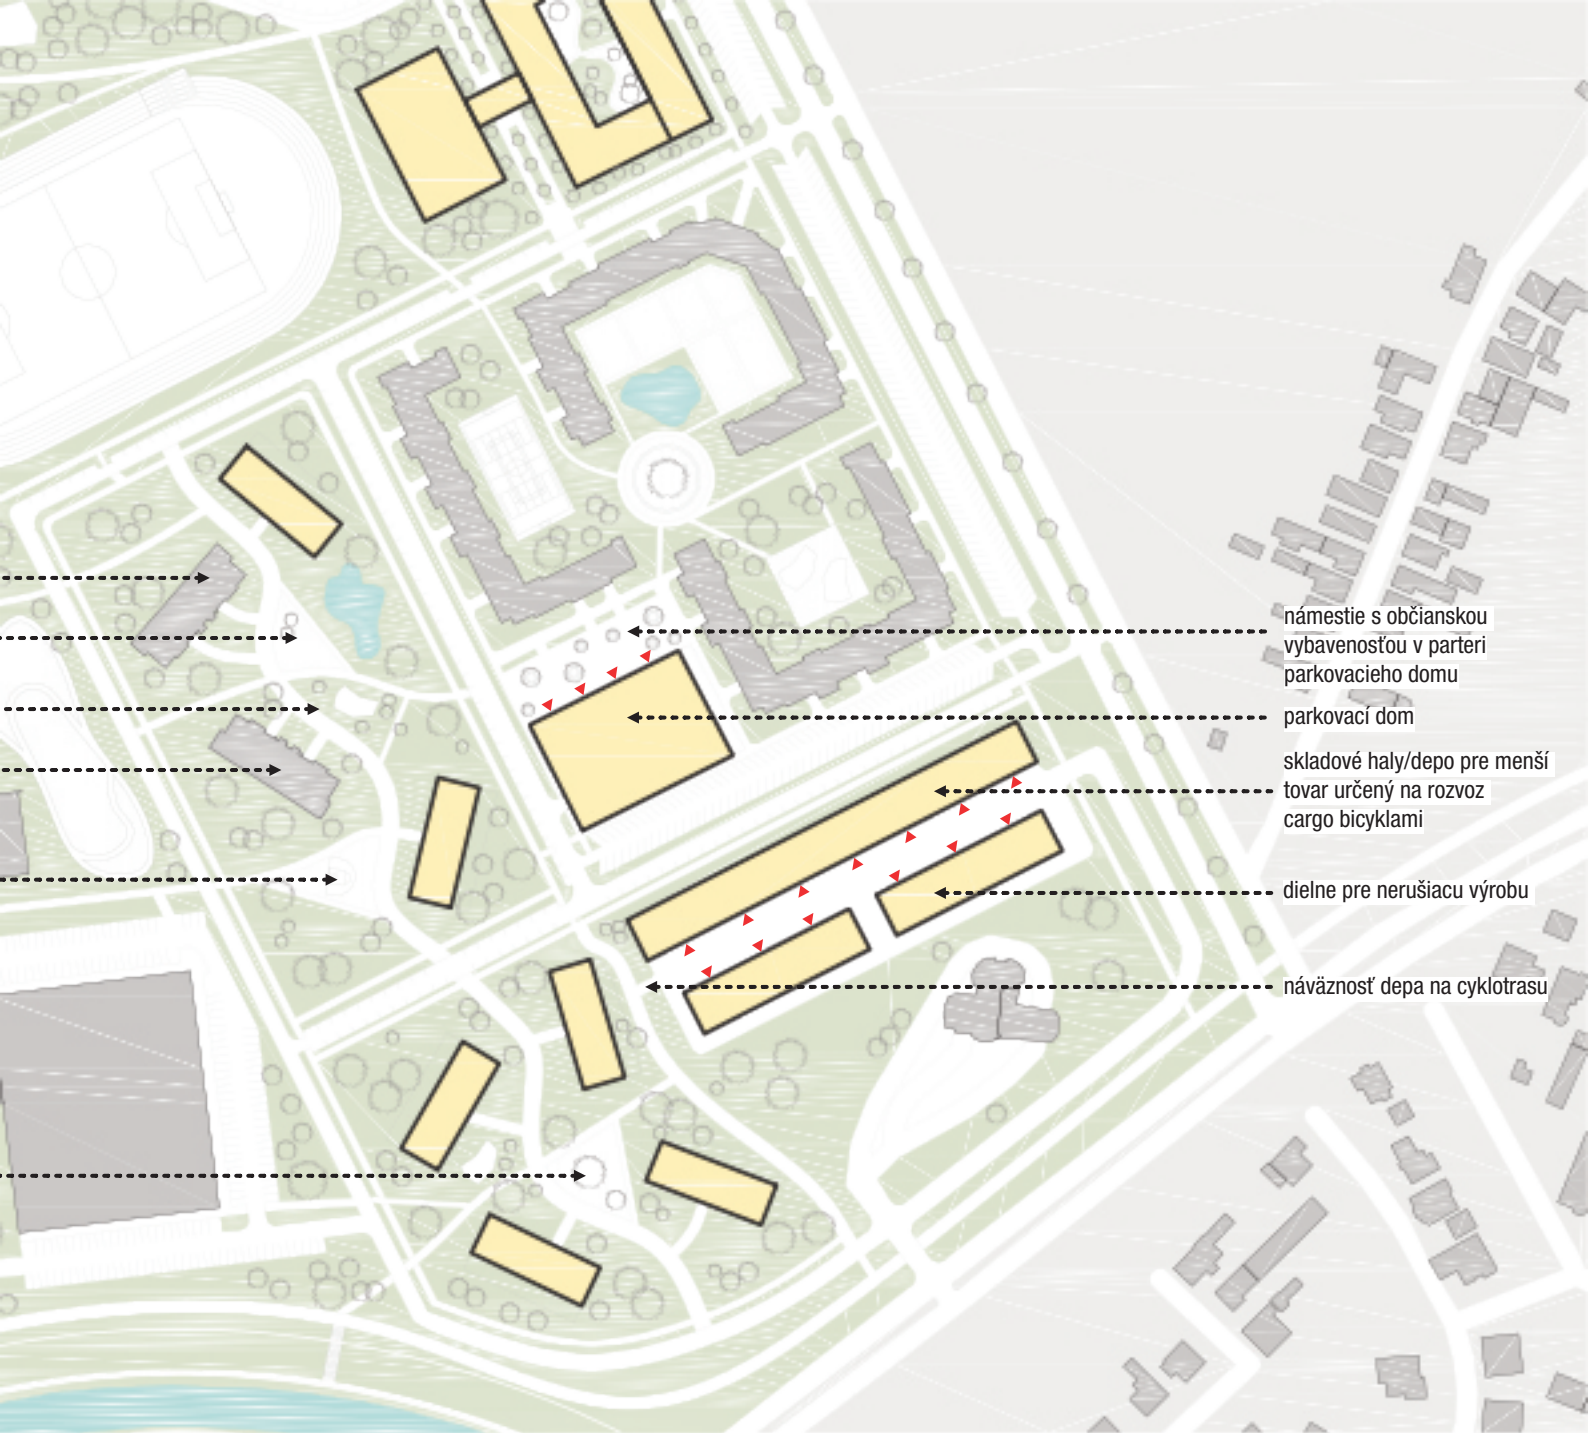 námestie s občianskou
vybavenosťou v parteri
parkovacieho domu
parkovací dom
skladové haly/depo pre menší
tovar určený na rozvoz
cargo bicyklami
dielne pre nerušiacu výrobu
náväznosť depa na cyklotrasu